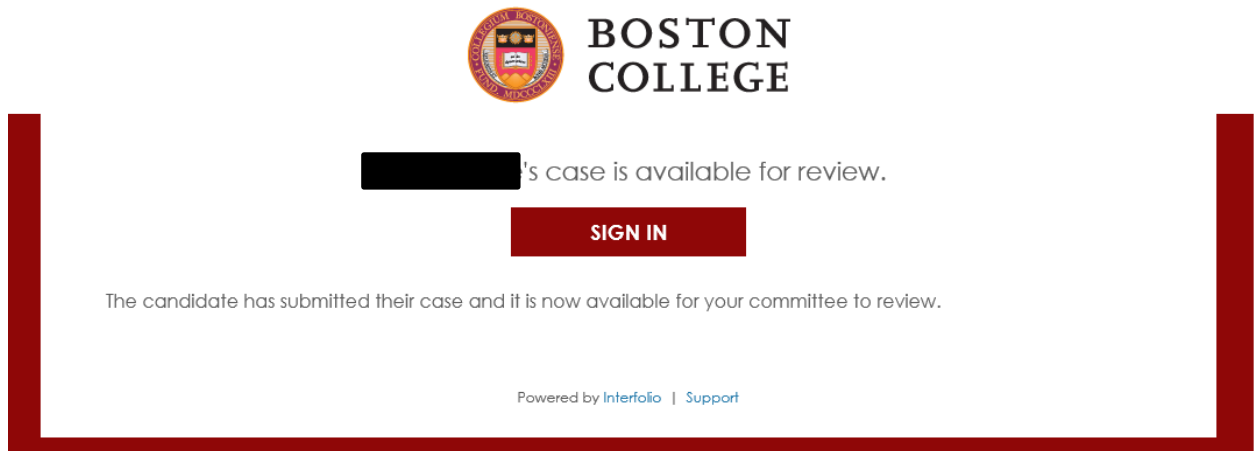 BOSTON
COLLEGE
's case is available for review.
SIGN IN
The candidate has submitted their case and it is now available for your committee to review.
Powered by Interfolio | Support